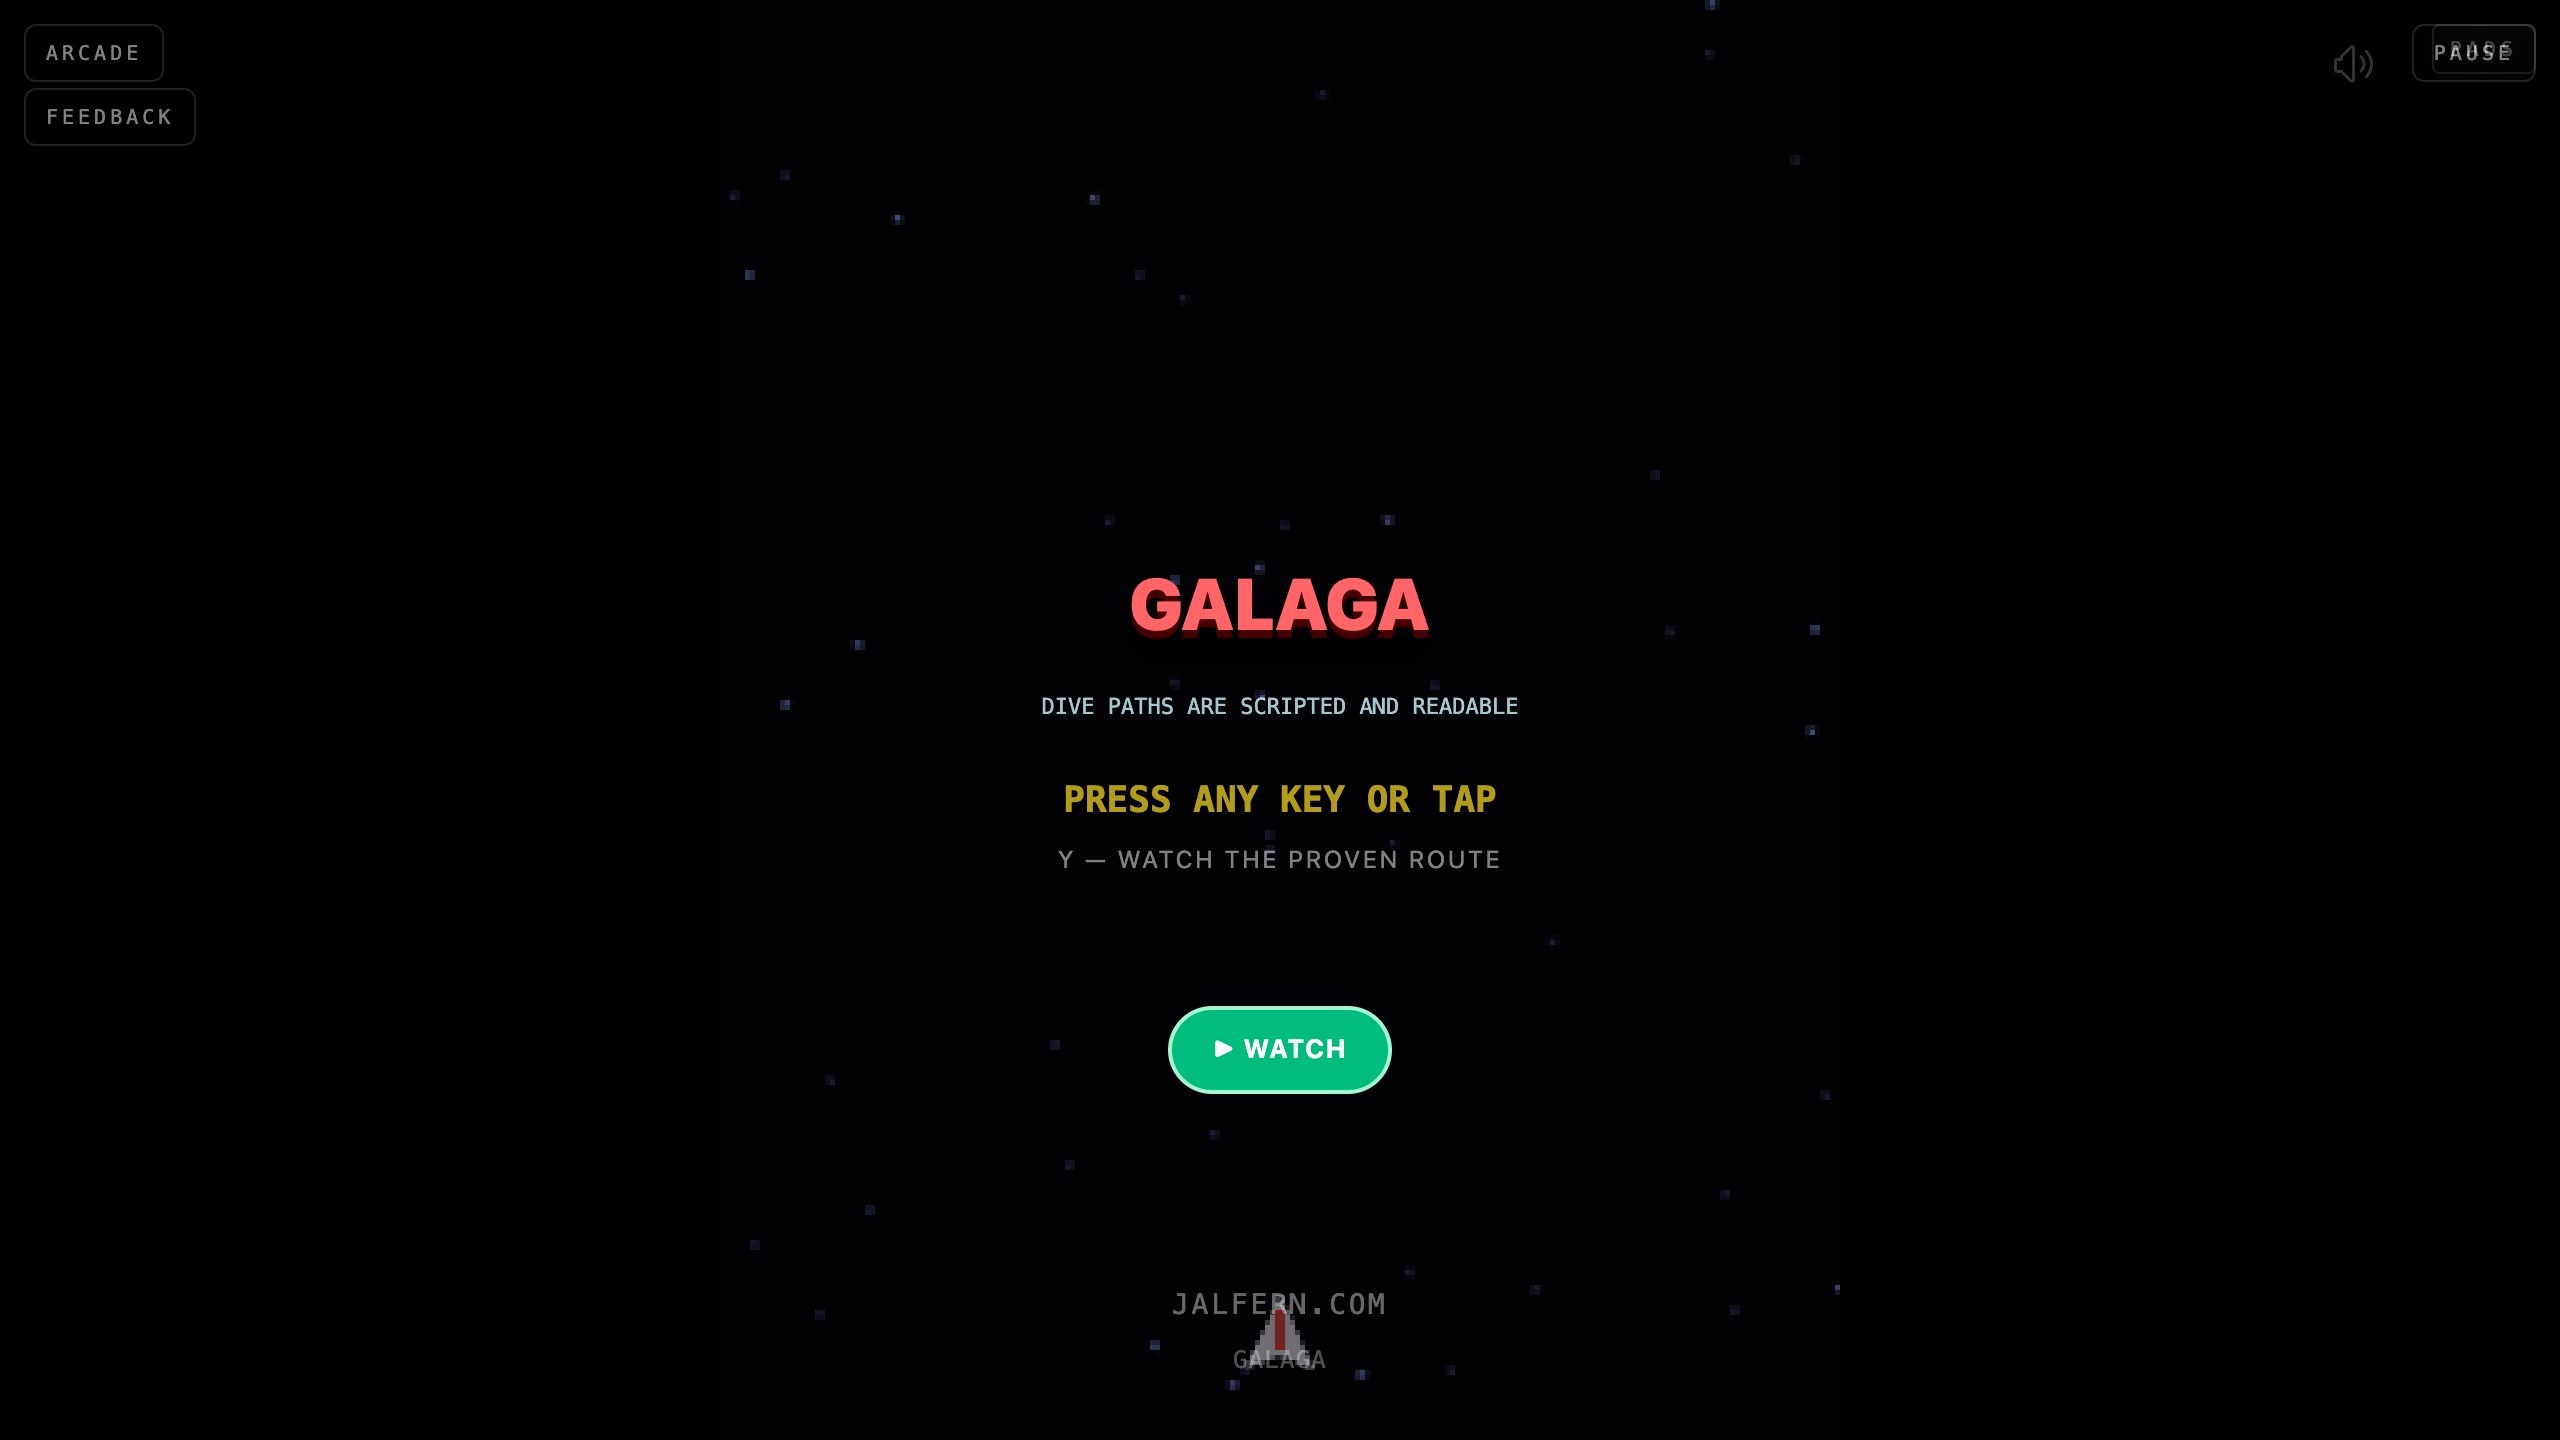 ARCADE
FEEDBACK
PAUSE
GALAGA
DIVE PATHS ARE SCRIPTED AND READABLE
PRESS ANY KEY OR TAP
Y — WATCH THE PROVEN ROUTE
▶ WATCH
JALFERN.COM
GALAGA